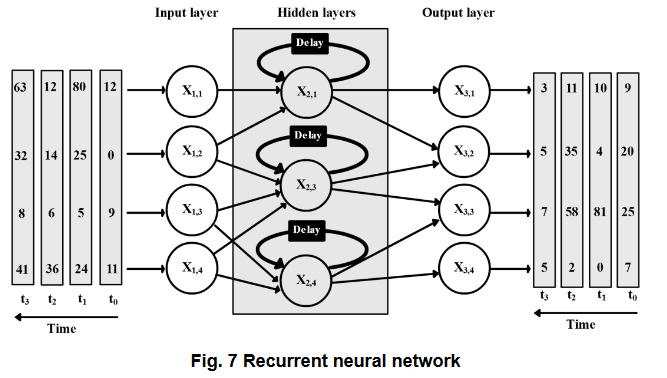 Input layer Hidden layers Output layer
Delay
63 12 80 12 X1,1 X2,1 X3,1 3 11 10 9
Delay
32 14 25 0 X1,2 X3,2 5 35 4 20
X2,3
8 6 5 9 X1,3 X3,3 7 58 81 25
Delay
41 36 24 11 X1,4 X2,4 X3,4 5 2 0 7
t3 t2 t1 t0 t3 t2 t1 t0
Time Time
Fig. 7 Recurrent neural network